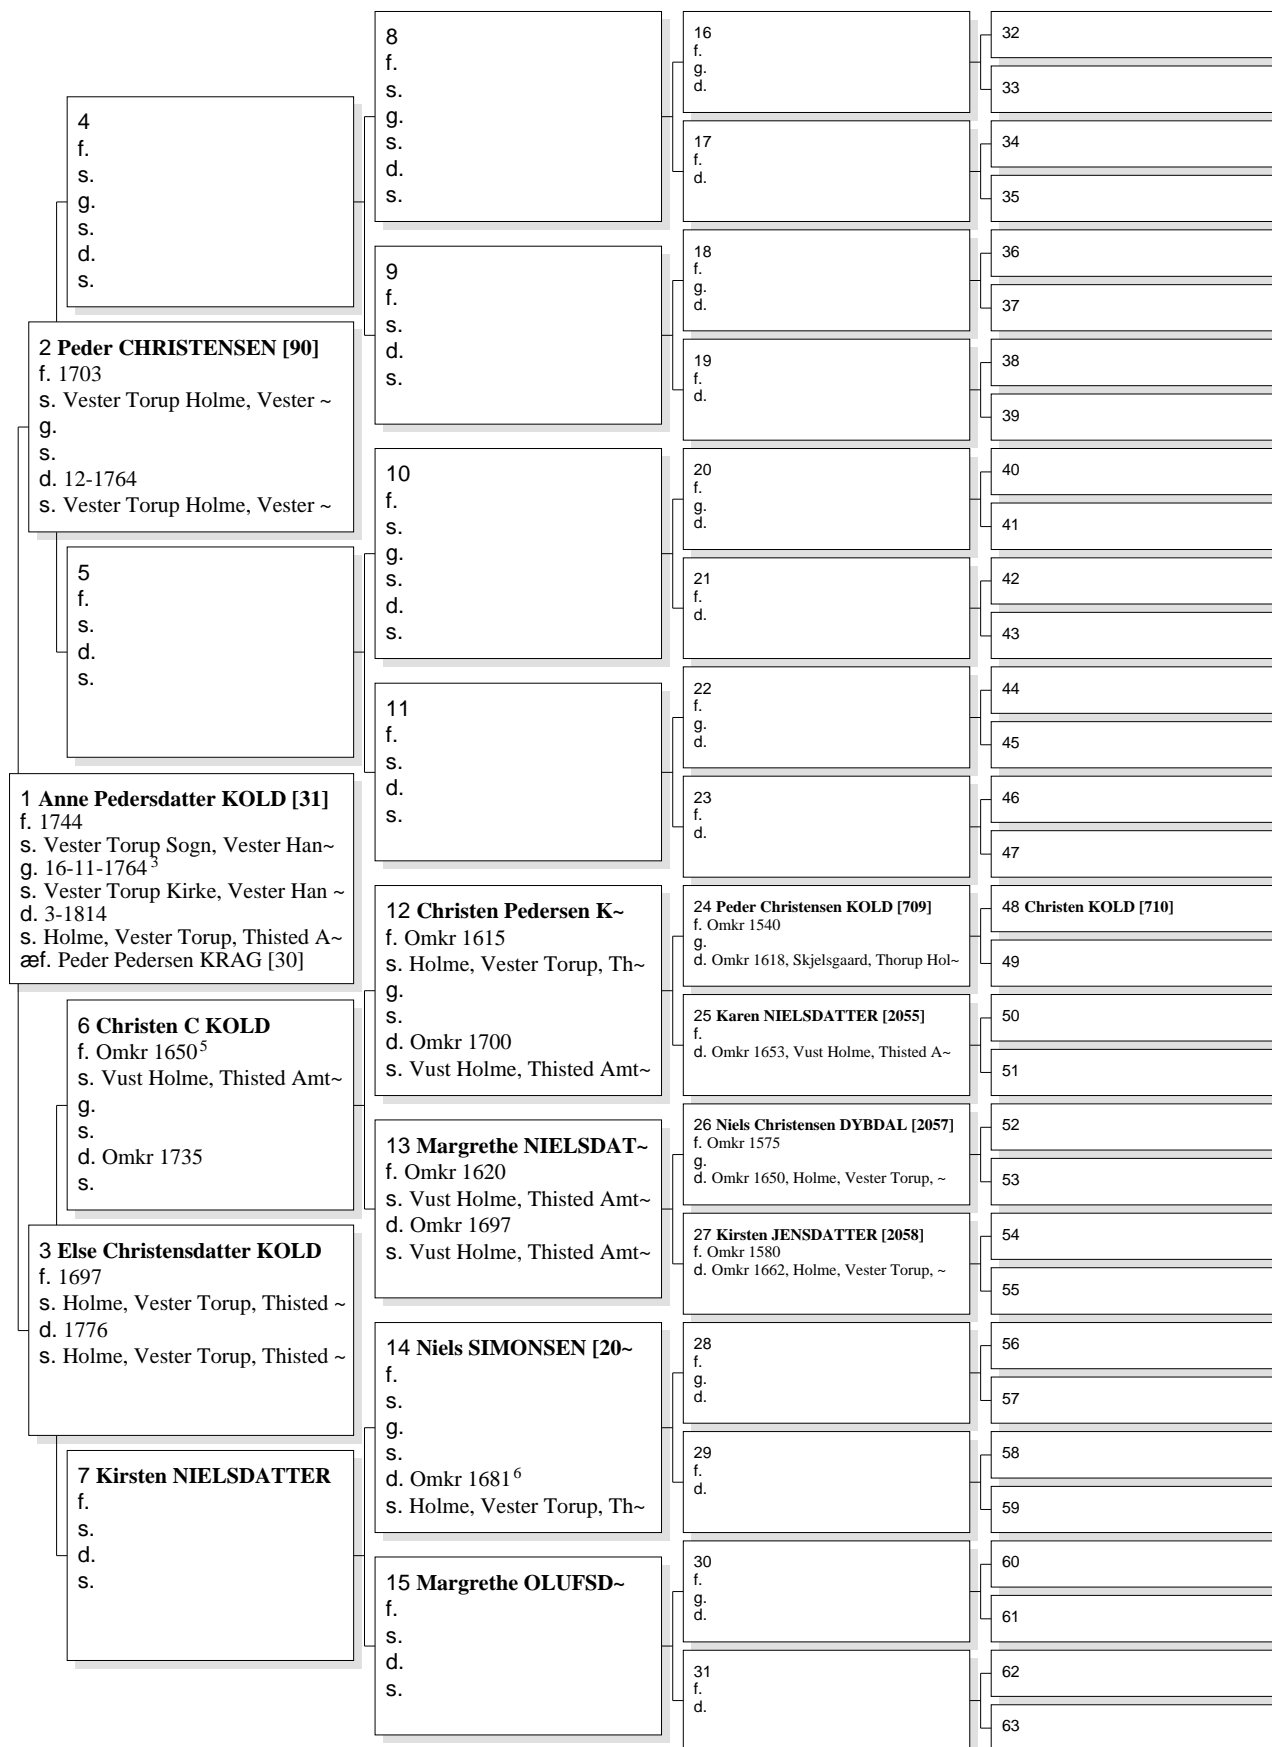 1 Anne Pedersdatter KOLD [31]
f. 1744
s. Vester Torup Sogn, Vester Han~
g. 16-11-1764 3
s. Vester Torup Kirke, Vester Han ~
d. 3-1814
s. Holme, Vester Torup, Thisted A~
æf. Peder Pedersen KRAG [30]
2 Peder CHRISTENSEN [90]
f. 1703
s. Vester Torup Holme, Vester ~
g.
s.
d. 12-1764
s. Vester Torup Holme, Vester ~
3 Else Christensdatter KOLD
f. 1697
s. Holme, Vester Torup, Thisted ~
d. 1776
s. Holme, Vester Torup, Thisted ~
4
f.
s.
g.
s.
d.
s.
5
f.
s.
d.
s.
6 Christen C KOLD
f. Omkr 1650 5
s. Vust Holme, Thisted Amt~
g.
s.
d. Omkr 1735
s.
7 Kirsten NIELSDATTER
f.
s.
d.
s.
8
f.
s.
g.
s.
d.
s.
9
f.
s.
d.
s.
10
f.
s.
g.
s.
d.
s.
11
f.
s.
d.
s.
12 Christen Pedersen K~
f. Omkr 1615
s. Holme, Vester Torup, Th~
g.
s.
d. Omkr 1700
s. Vust Holme, Thisted Amt~
13 Margrethe NIELSDAT~
f. Omkr 1620
s. Vust Holme, Thisted Amt~
d. Omkr 1697
s. Vust Holme, Thisted Amt~
14 Niels SIMONSEN [20~
f.
s.
g.
s.
d. Omkr 1681 6
s. Holme, Vester Torup, Th~
15 Margrethe OLUFSD~
f.
s.
d.
s.
16
f.
g.
d.
17
f.
d.
18
f.
g.
d.
19
f.
d.
20
f.
g.
d.
21
f.
d.
22
f.
g.
d.
23
f.
d.
24 Peder Christensen KOLD [709]
f. Omkr 1540
g.
d. Omkr 1618, Skjelsgaard, Thorup Hol~
25 Karen NIELSDATTER [2055]
f.
d. Omkr 1653, Vust Holme, Thisted A~
26 Niels Christensen DYBDAL [2057]
f. Omkr 1575
g.
d. Omkr 1650, Holme, Vester Torup, ~
27 Kirsten JENSDATTER [2058]
f. Omkr 1580
d. Omkr 1662, Holme, Vester Torup, ~
28
f.
g.
d.
29
f.
d.
30
f.
g.
d.
31
f.
d.
32
33
34
35
36
37
38
39
40
41
42
43
44
45
46
47
48 Christen KOLD [710]
49
50
51
52
53
54
55
56
57
58
59
60
61
62
63